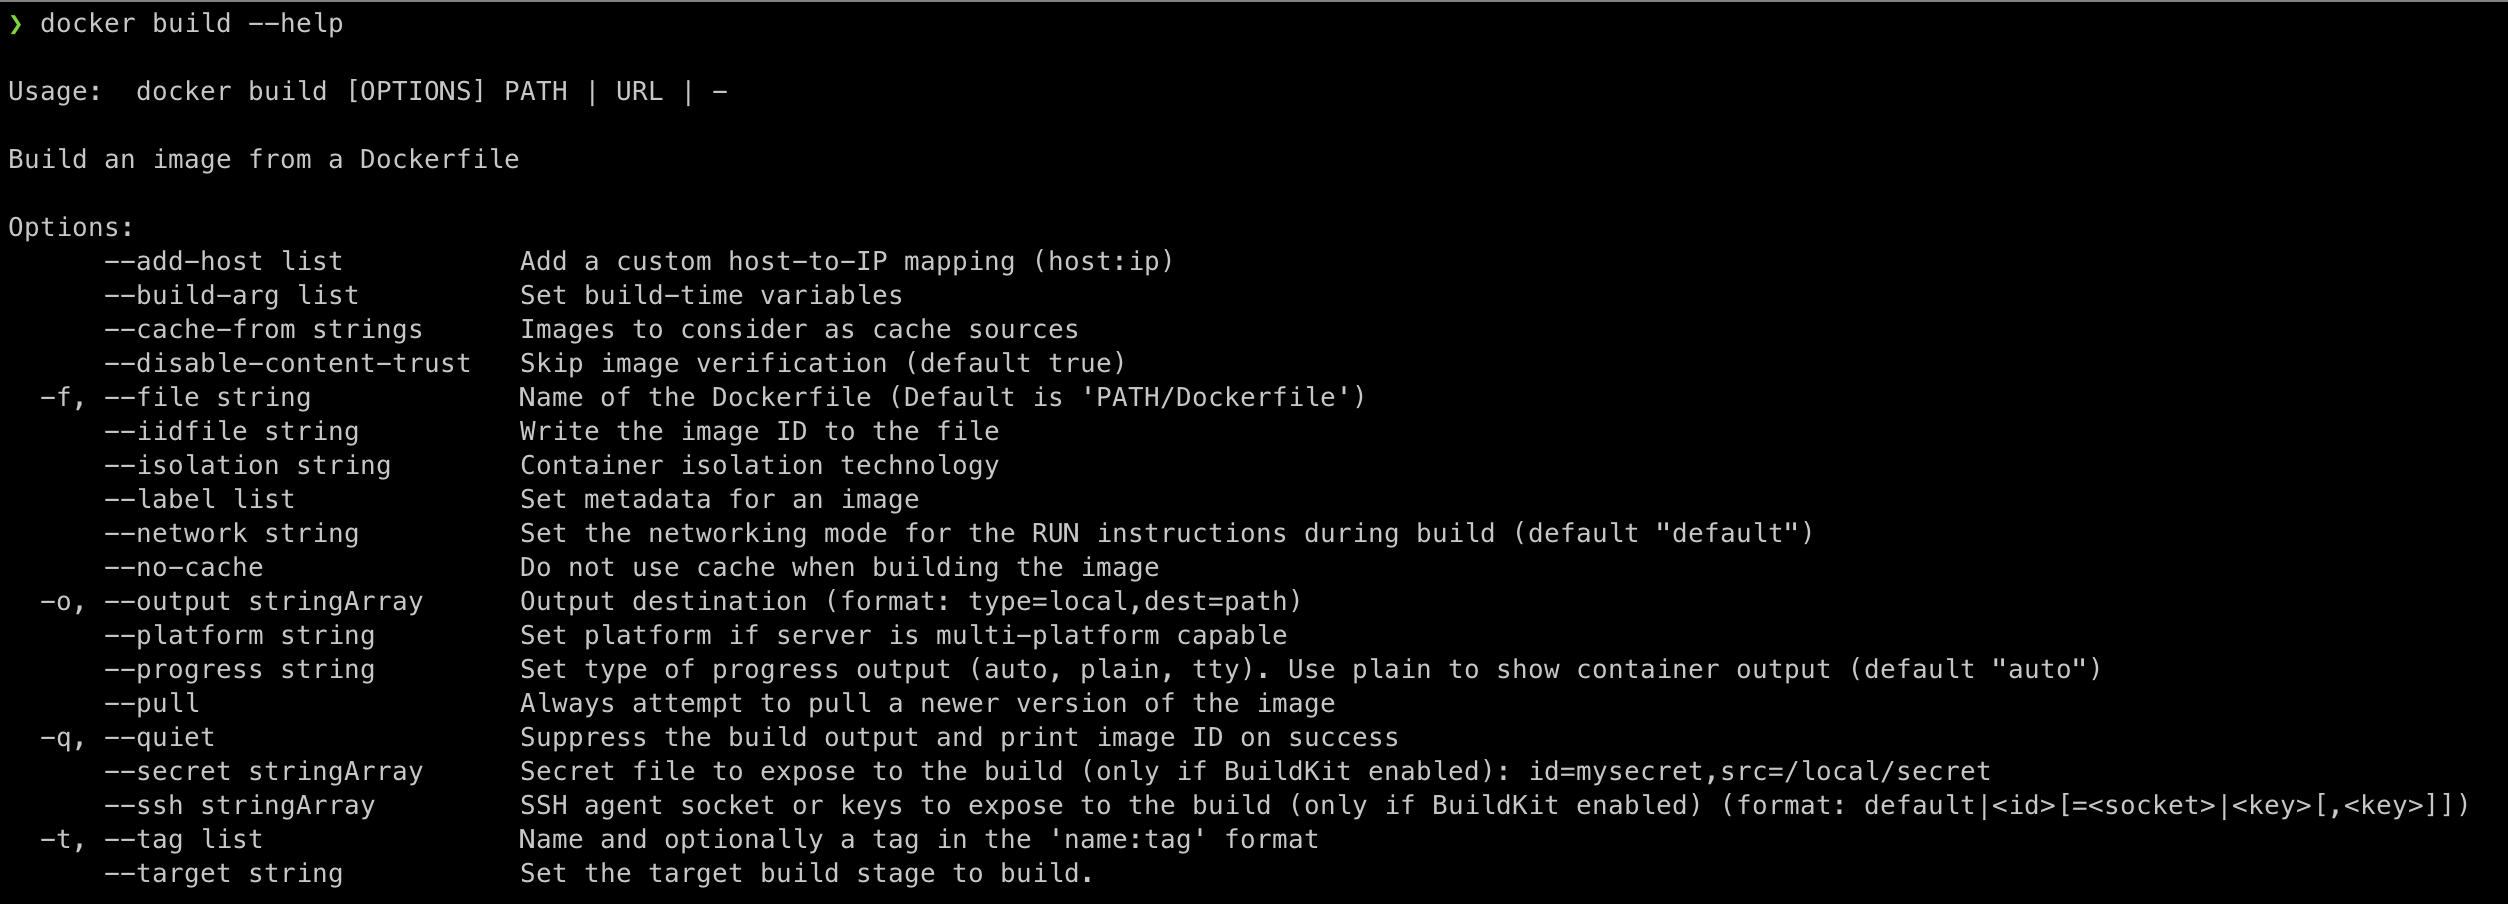 ❯ docker build --help
Usage:  docker build [OPTIONS] PATH | URL | -
Build an image from a Dockerfile
Options:
      --add-host list           Add a custom host-to-IP mapping (host:ip)
      --build-arg list          Set build-time variables
      --cache-from strings      Images to consider as cache sources
      --disable-content-trust   Skip image verification (default true)
  -f, --file string             Name of the Dockerfile (Default is 'PATH/Dockerfile')
      --iidfile string          Write the image ID to the file
      --isolation string        Container isolation technology
      --label list              Set metadata for an image
      --network string          Set the networking mode for the RUN instructions during build (default "default")
      --no-cache                Do not use cache when building the image
  -o, --output stringArray      Output destination (format: type=local,dest=path)
      --platform string         Set platform if server is multi-platform capable
      --progress string         Set type of progress output (auto, plain, tty). Use plain to show container output (default "auto")
      --pull                    Always attempt to pull a newer version of the image
  -q, --quiet                   Suppress the build output and print image ID on success
      --secret stringArray      Secret file to expose to the build (only if BuildKit enabled): id=mysecret,src=/local/secret
      --ssh stringArray         SSH agent socket or keys to expose to the build (only if BuildKit enabled) (format: default|<id>[=<socket>|<key>[,<key>]])
  -t, --tag list                Name and optionally a tag in the 'name:tag' format
      --target string           Set the target build stage to build.